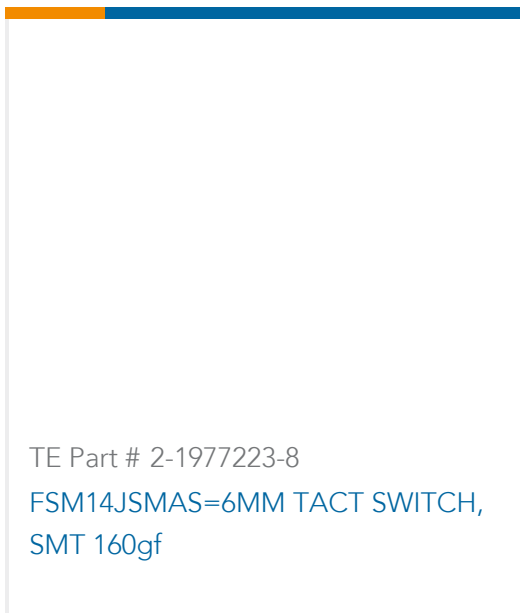 TE Part # 2-1977223-8
FSM14JSMAS=6MM TACT SWITCH,
SMT 160gf